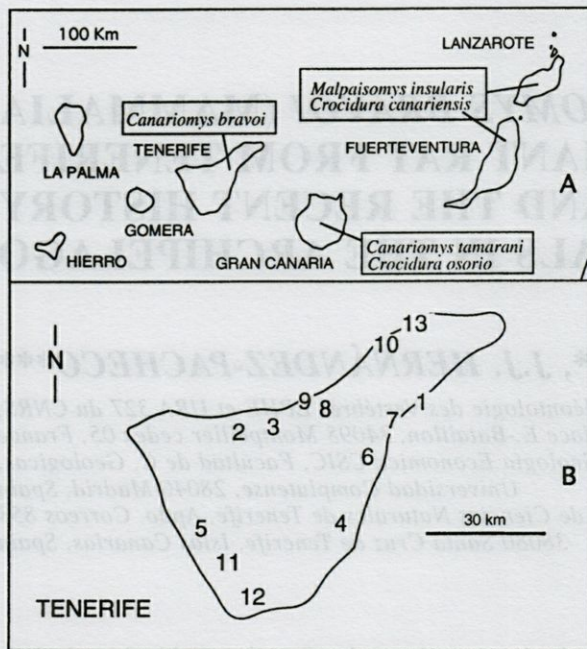 N
100 Km
LANZAROTE
Malpaisomys insularis
Crocidura canariensis
Canariomys bravoi
TENERIFE
FUERTEVENTURA
LA PALMA
A
GOMERA
Canariomys tamarani
Crocidura osorio
HIERRO
GRAN CANARIA
N
13
10
9
8
1
2
3
6
B
5
4
30 km
11
12
TENERIFE